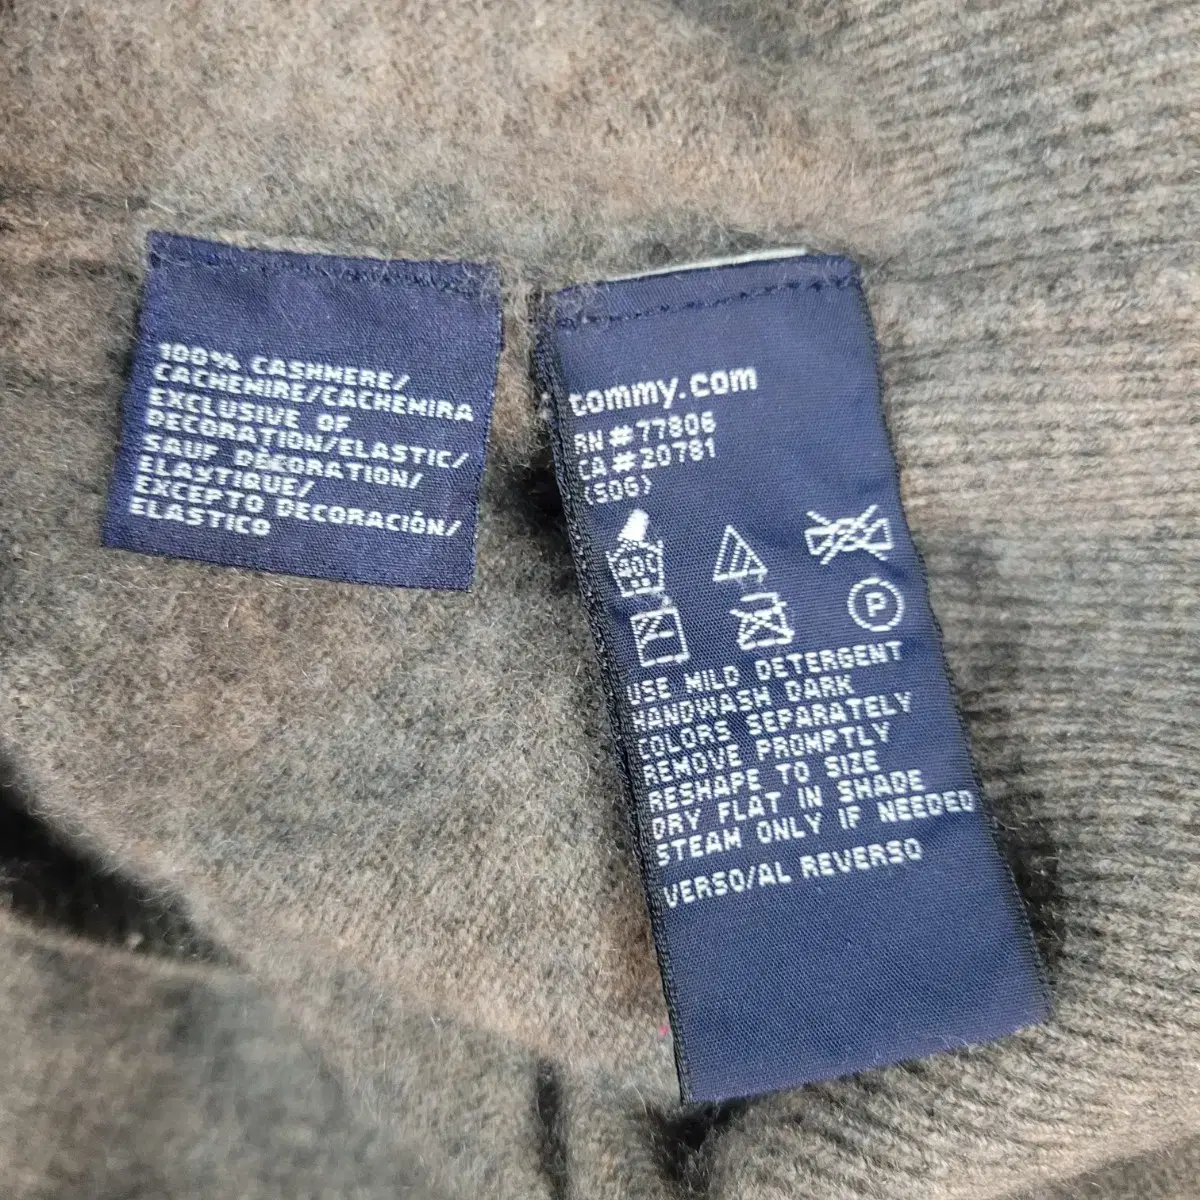 100% CASHMERE/
CACHEMIRE/CACHEMIRA
EXCLUSIVE OF
DECORATION/ELASTIC/
SAUF DÉCORATION/
ELASTIQUE/
EXCEPTO DECORACIÓN/
ELASTICO
tommy.com
RN #77806
CA #20781
(SOG)
40°
P
USE MILD DETERGENT
HANDWASH DARK
COLORS SEPARATELY
REMOVE PROMPTLY
RESHAPE TO SIZE
DRY FLAT IN SHADE
STEAM ONLY IF NEEDED
VERSO/AL REVERSO